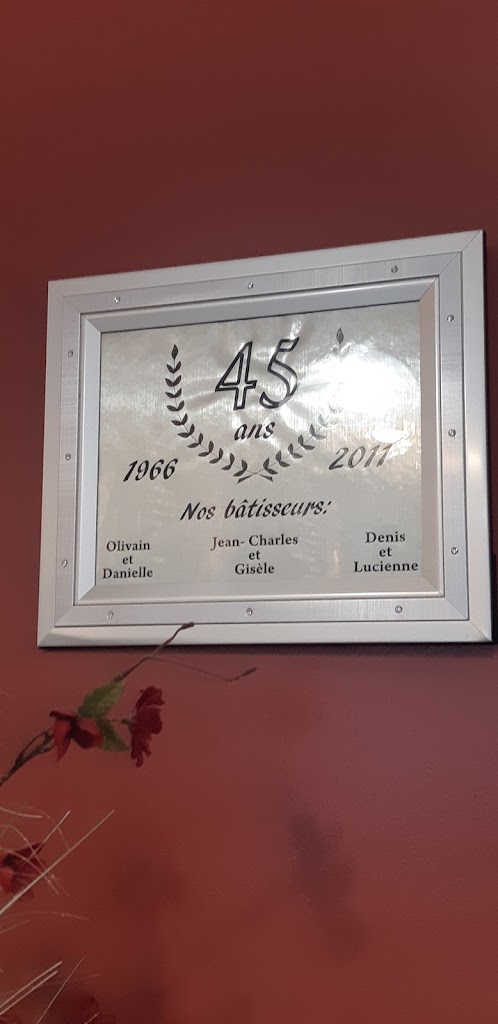 45
ans
1966 2011
Nos bâtisseurs:
Olivain
et
Danielle
Jean- Charles
et
Gisèle
Denis
et
Lucienne